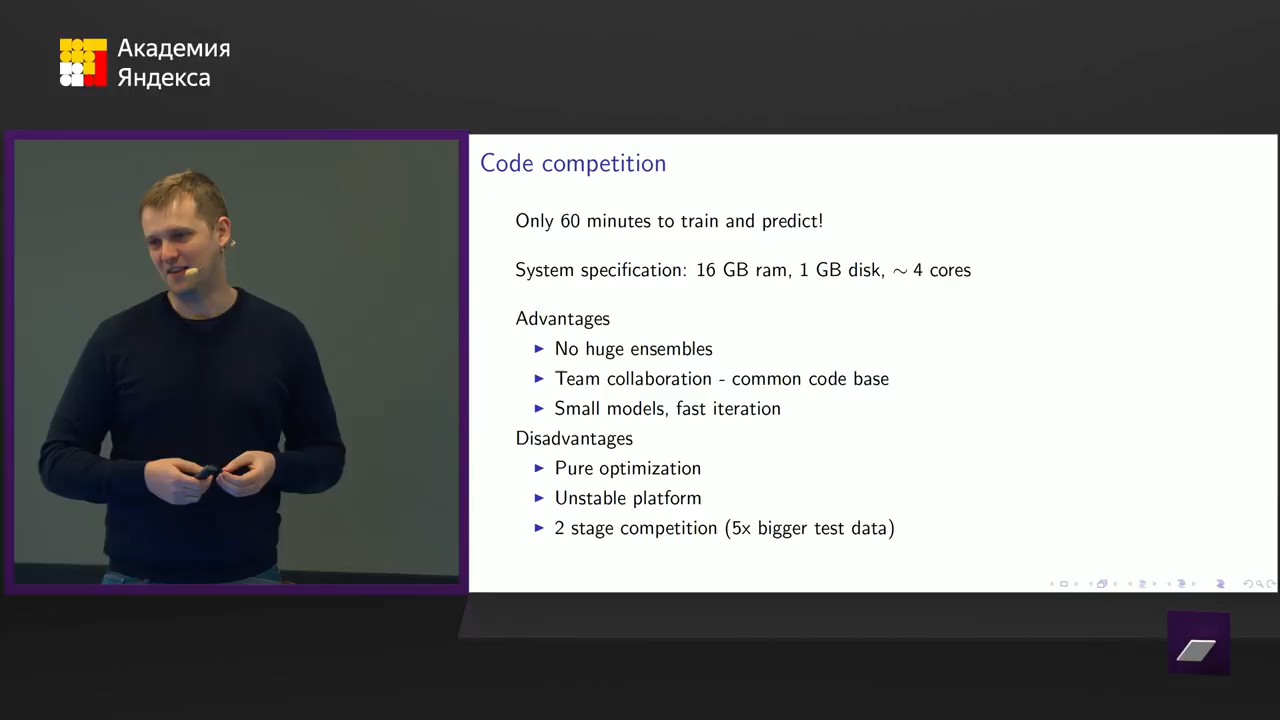 Академия
Яндекса
Code competition
Only 60 minutes to train and predict!
System specification: 16 GB ram, 1 GB disk, ∼ 4 cores
Advantages
No huge ensembles
Team collaboration - common code base
Small models, fast iteration
Disadvantages
Pure optimization
Unstable platform
2 stage competition (5x bigger test data)